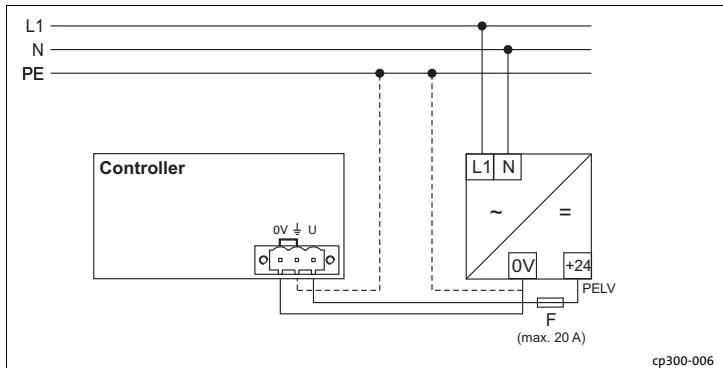 L1
N
PE
Controller
0V ⏚ U
L1 N
~
=
0V
+24
PELV
F
(max. 20 A)
cp300-006